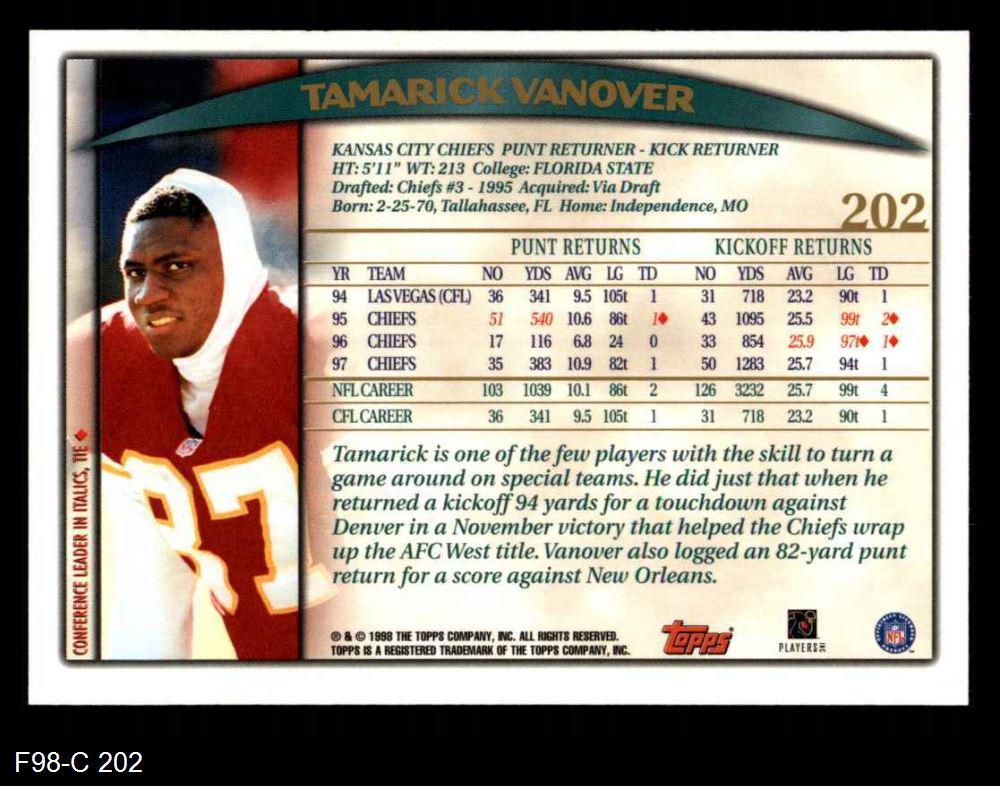 TAMARICK VANOVER
KANSAS CITY CHIEFS PUNT RETURNER - KICK RETURNER
HT: 5'11" WT: 213 College: FLORIDA STATE
Drafted: Chiefs #3 - 1995 Acquired: Via Draft
Born: 2-25-70, Tallahassee, FL Home: Independence, MO
202
PUNT RETURNS KICKOFF RETURNS
YR TEAM NO YDS AVG LG TD NO YDS AVG LG TD
94 LAS VEGAS (CFL) 36 341 9.5 105t 1 31 718 23.2 90t 1
95 CHIEFS 51 540 10.6 86t 1♦ 43 1095 25.5 99t 2♦
96 CHIEFS 17 116 6.8 24 0 33 854 25.9 97t♦ 1♦
97 CHIEFS 35 383 10.9 82t 1 50 1283 25.7 94t 1
NFL CAREER 103 1039 10.1 86t 2 126 3232 25.7 99t 4
CFL CAREER 36 341 9.5 105t 1 31 718 23.2 90t 1
Tamarick is one of the few players with the skill to turn a
game around on special teams. He did just that when he
returned a kickoff 94 yards for a touchdown against
Denver in a November victory that helped the Chiefs wrap
up the AFC West title. Vanover also logged an 82-yard punt
return for a score against New Orleans.
CONFERENCE LEADER IN ITALICS, TIE ♦
87
® & © 1998 THE TOPPS COMPANY, INC. ALL RIGHTS RESERVED.
TOPPS IS A REGISTERED TRADEMARK OF THE TOPPS COMPANY, INC.
Topps®
PLAYERS INC
NFL
F98-C 202